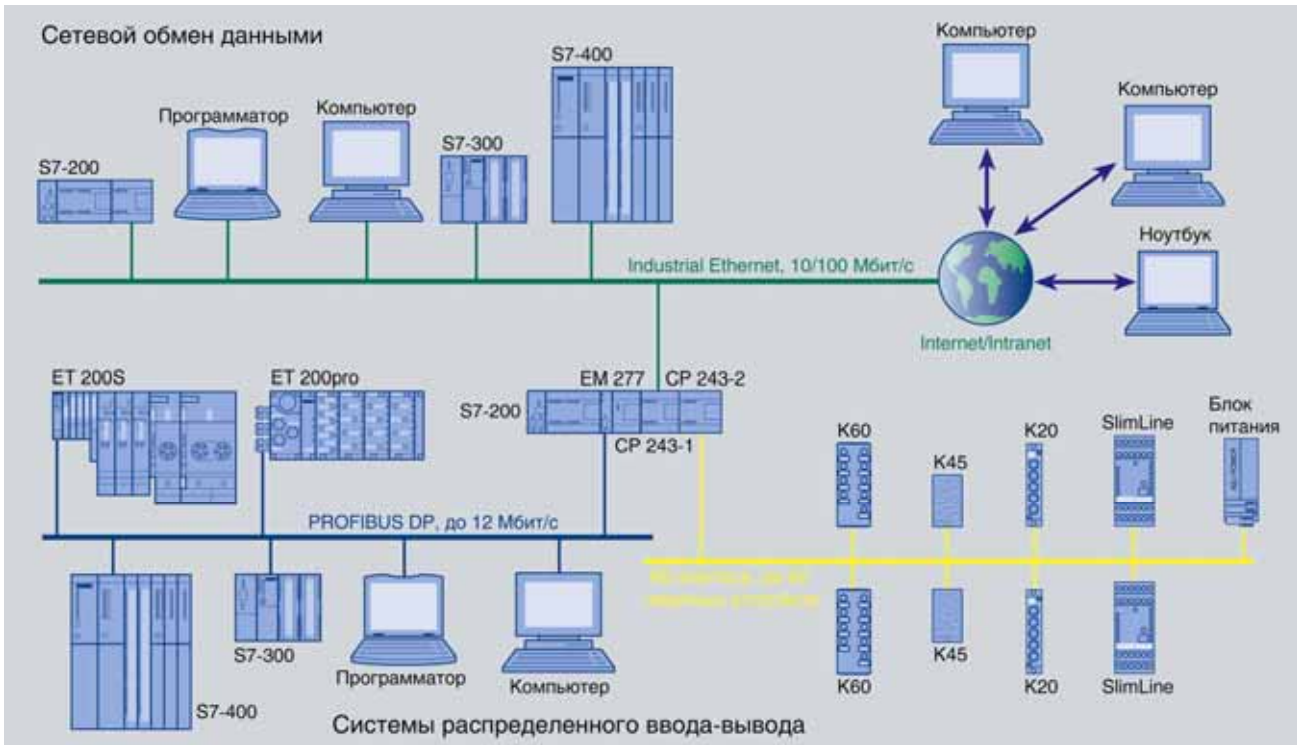 Сетевой обмен данными
S7-400
Компьютер
Компьютер
Программатор
Компьютер
S7-300
S7-200
Ноутбук
Industrial Ethernet, 10/100 Мбит/с
Internet/Intranet
ET 200S
ET 200pro
EM 277
CP 243-2
S7-200
CP 243-1
K60
K45
K20
SlimLine
Блок
питания
PROFIBUS DP, до 12 Мбит/с
S7-400
S7-300
Программатор
Компьютер
K60
K45
K20
SlimLine
Системы распределенного ввода-вывода